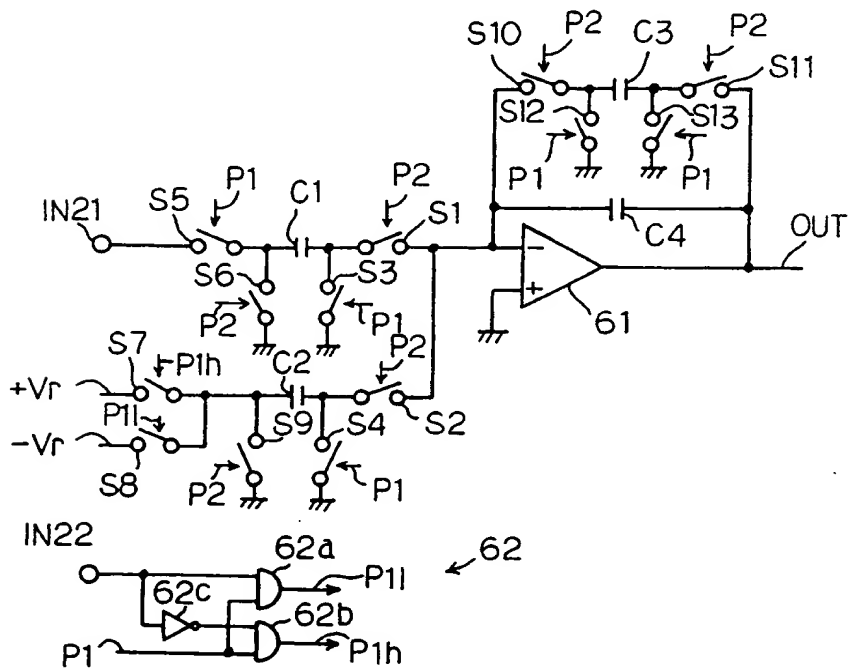 P2 C3 P2
S10 S11
S12 S13
P1 P1
IN21 S5 P1 C1 P2 S1 C4 OUT
S6 S3
P2 P1 61
S7 P1h C2 P2
+Vr S9 S4 S2
P1l
-Vr
S8 P2 P1
IN22 62a P1l 62
62c 62b
P1 P1h